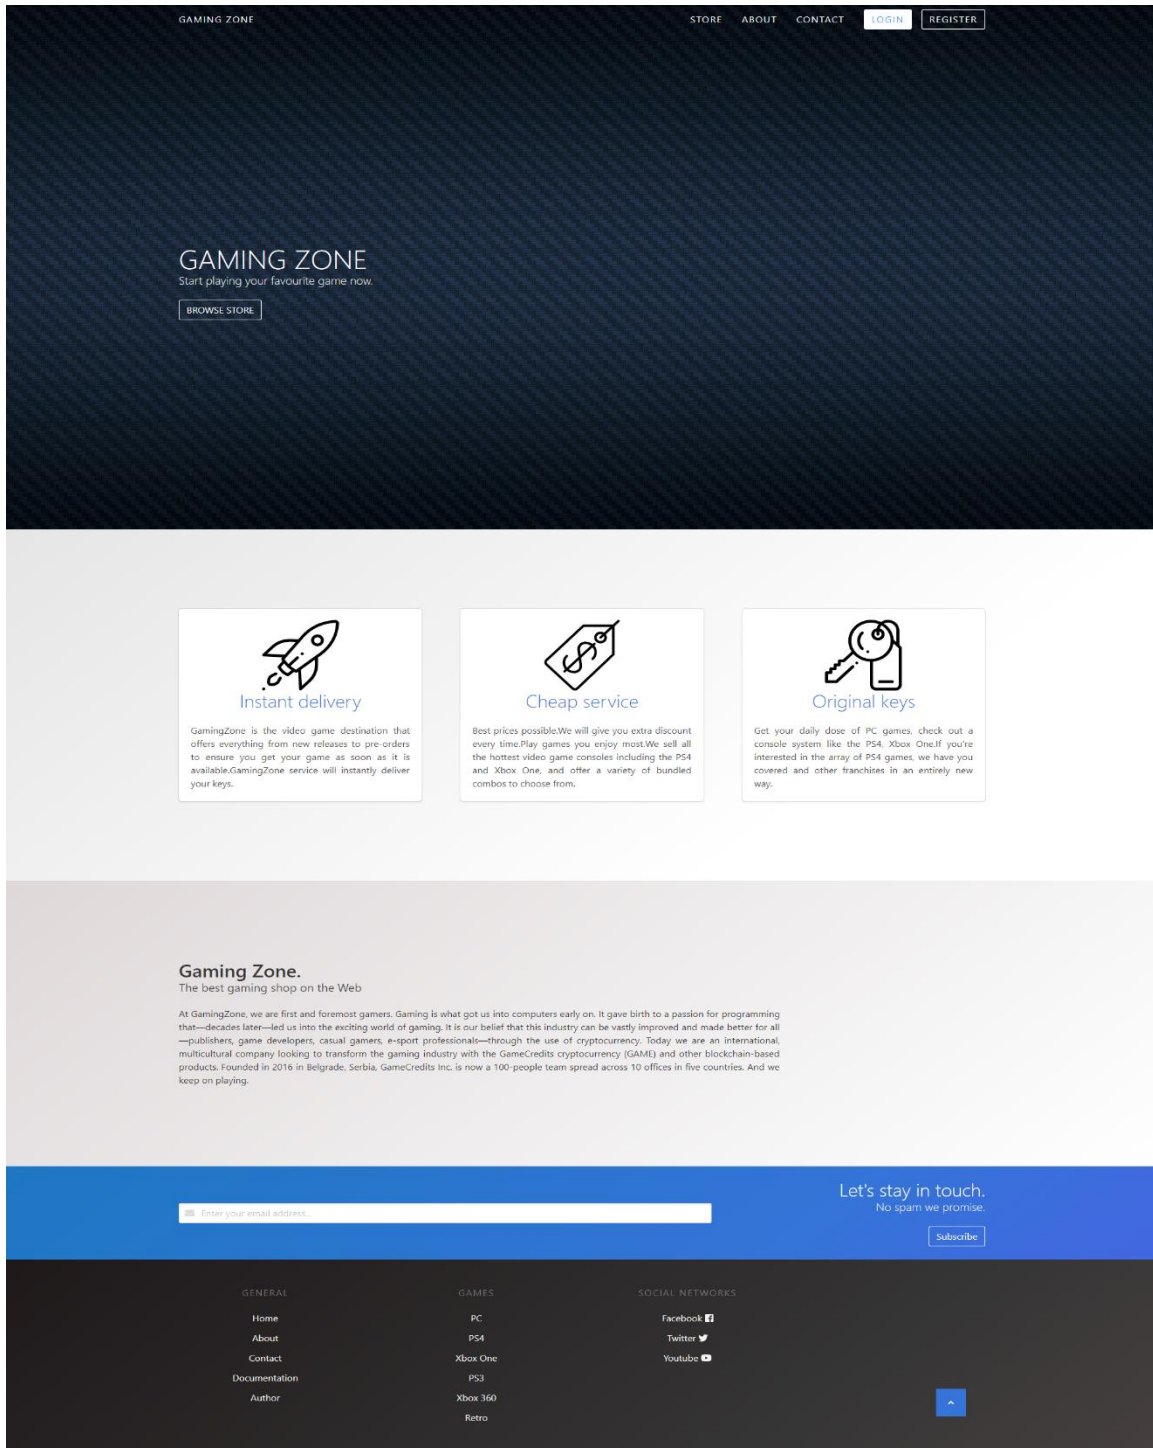 GAMING ZONE
STORE ABOUT CONTACT LOGIN REGISTER
GAMING ZONE
Start playing your favourite game now.
BROWSE STORE
Instant delivery
GamingZone is the video game destination that
offers everything from new releases to pre-orders
to ensure you get your game as soon as it is
available.GamingZone service will instantly deliver
your keys.
Cheap service
Best prices possible.We will give you extra discount
every time.Play games you enjoy most.We sell all
the hottest video game consoles including the PS4
and Xbox One, and offer a variety of bundled
combos to choose from.
Original keys
Get your daily dose of PC games, check out a
console system like the PS4, Xbox One.If you're
interested in the array of PS4 games, we have you
covered and other franchises in an entirely new
way.
Gaming Zone.
The best gaming shop on the Web
At GamingZone, we are first and foremost gamers. Gaming is what got us into computers early on. It gave birth to a passion for programming
that—decades later—led us into the exciting world of gaming. It is our belief that this industry can be vastly improved and made better for all
—publishers, game developers, casual gamers, e-sport professionals—through the use of cryptocurrency. Today we are an international,
multicultural company looking to transform the gaming industry with the GameCredits cryptocurrency (GAME) and other blockchain-based
products. Founded in 2016 in Belgrade, Serbia, GameCredits Inc. is now a 100-people team spread across 10 offices in five countries. And we
keep on playing.
Enter your email address...
Let's stay in touch.
No spam we promise.
Subscribe
GENERAL
Home
About
Contact
Documentation
Author
GAMES
PC
PS4
Xbox One
PS3
Xbox 360
Retro
SOCIAL NETWORKS
Facebook
Twitter
Youtube